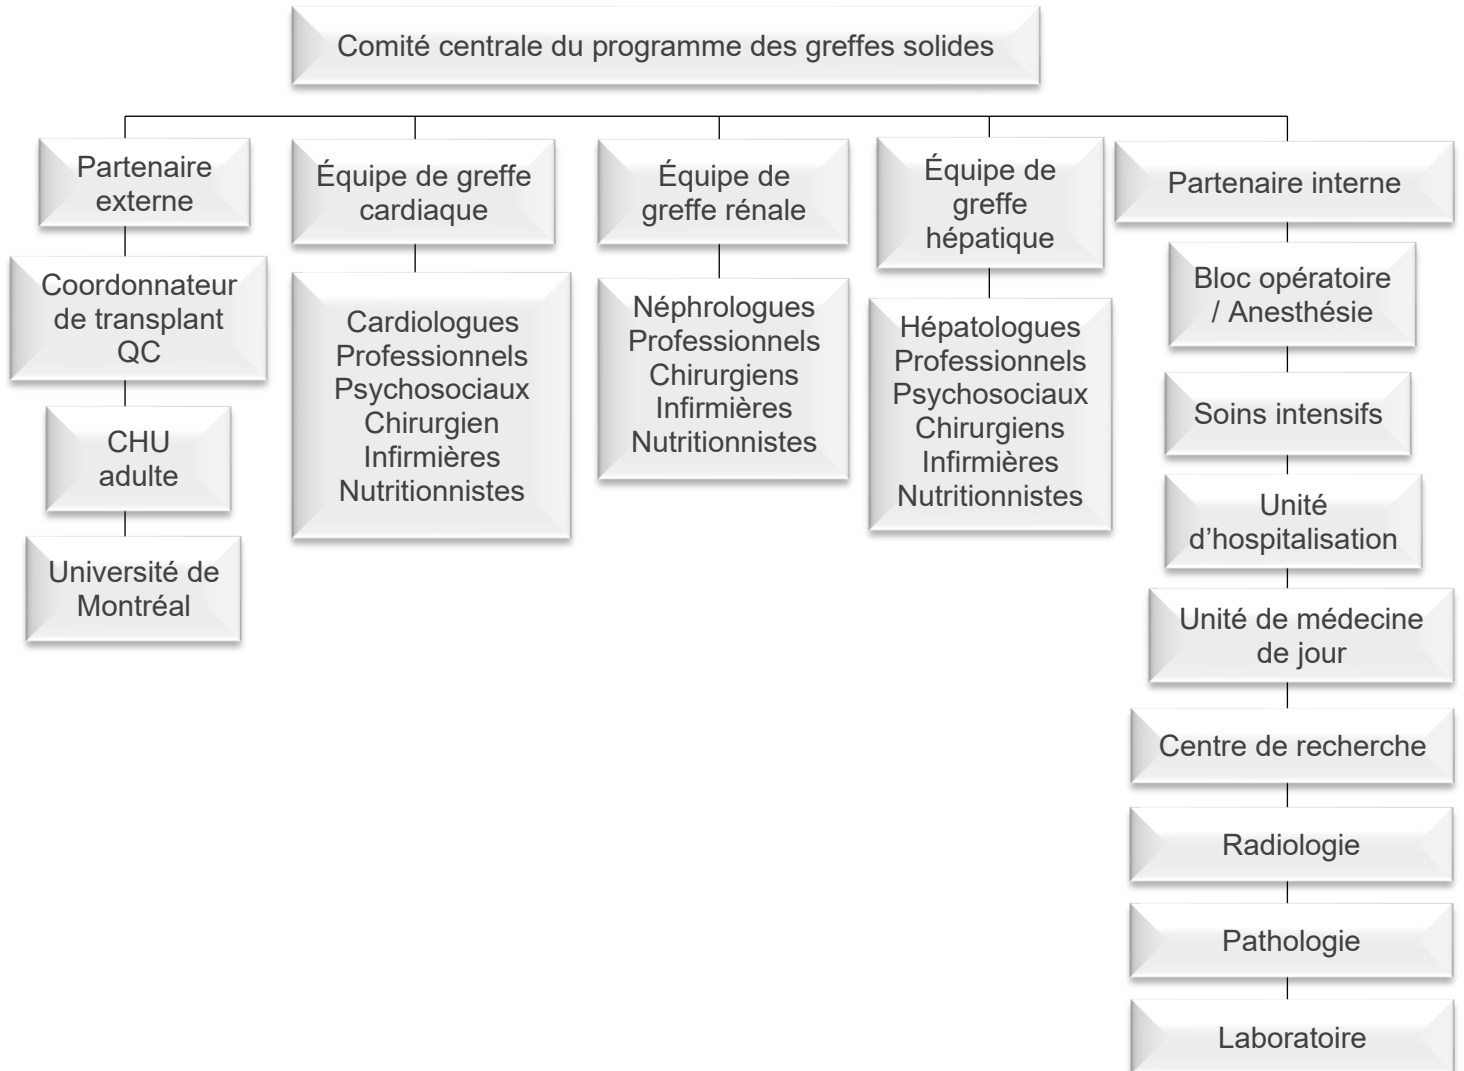 Comité centrale du programme des greffes solides
Partenaire
externe
Coordonnateur
de transplant
QC
CHU
adulte
Université de
Montréal
Équipe de greffe
cardiaque
Cardiologues
Professionnels
Psychosociaux
Chirurgien
Infirmières
Nutritionnistes
Équipe de
greffe rénale
Néphrologues
Professionnels
Chirurgiens
Infirmières
Nutritionnistes
Équipe de
greffe
hépatique
Hépatologues
Professionnels
Psychosociaux
Chirurgiens
Infirmières
Nutritionnistes
Partenaire interne
Bloc opératoire
/ Anesthésie
Soins intensifs
Unité
d’hospitalisation
Unité de médecine
de jour
Centre de recherche
Radiologie
Pathologie
Laboratoire